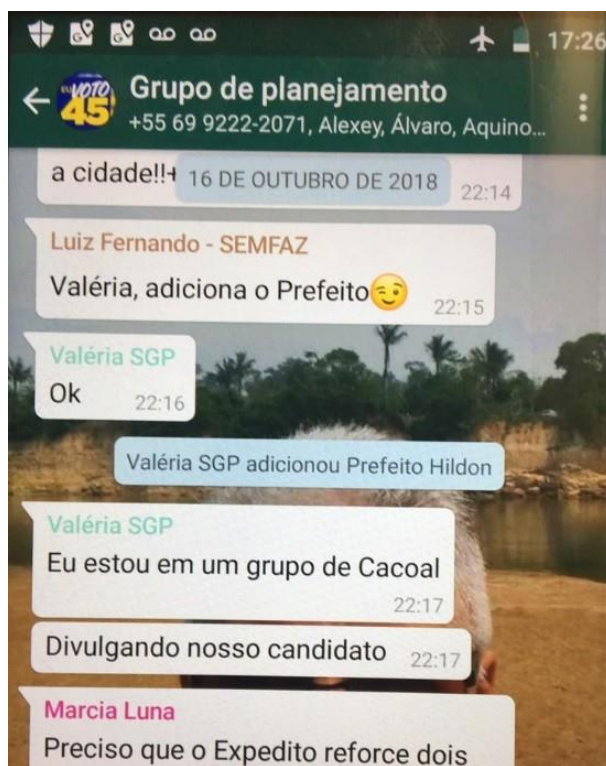 17:26
VOTO
45
Grupo de planejamento
+55 69 9222-2071, Alexey, Álvaro, Aquino...
a cidade!!+
16 DE OUTUBRO DE 2018
22:14
Luiz Fernando - SEMFAZ
Valéria, adiciona o Prefeito😉
22:15
Valéria SGP
Ok
22:16
Valéria SGP adicionou Prefeito Hildon
Valéria SGP
Eu estou em um grupo de Cacoal
22:17
Divulgando nosso candidato
22:17
Marcia Luna
Preciso que o Expedito reforce dois